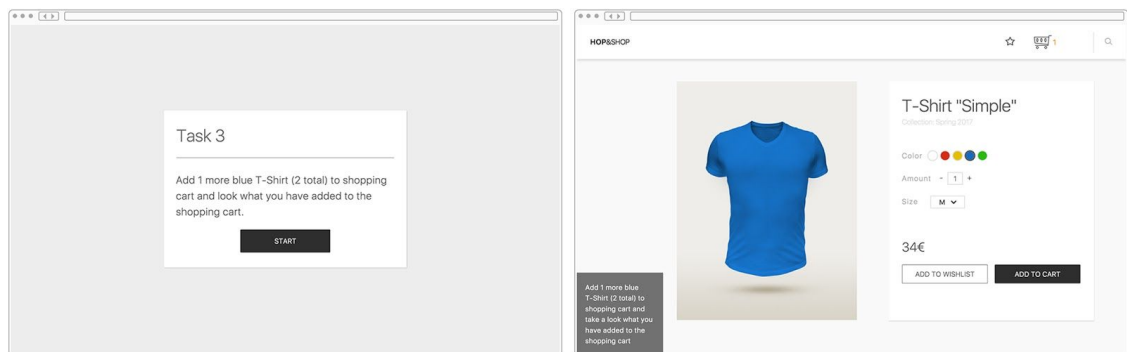 Task 3
Add 1 more blue T-Shirt (2 total) to shopping
cart and look what you have added to the
shopping cart.
START
HOP&SHOP
1
T-Shirt "Simple"
Collection: Spring 2017
Color
Amount - 1 +
Size M
34€
ADD TO WISHLIST ADD TO CART
Add 1 more blue
T-Shirt (2 total) to
shopping cart and
take a look what you
have added to the
shopping cart